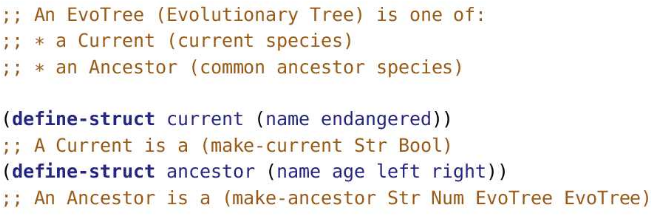 ;; An EvoTree (Evolutionary Tree) is one of:
;; * a Current (current species)
;; * an Ancestor (common ancestor species)
(define-struct current (name endangered))
;; A Current is a (make-current Str Bool)
(define-struct ancestor (name age left right))
;; An Ancestor is a (make-ancestor Str Num EvoTree EvoTree)